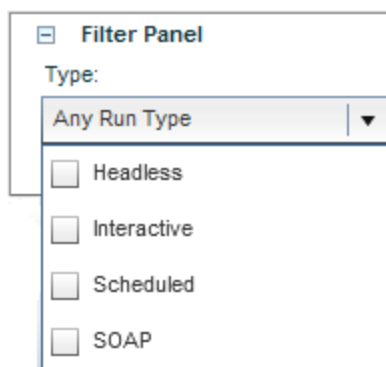 Filter Panel
Type:
Any Run Type
Headless
Interactive
Scheduled
SOAP